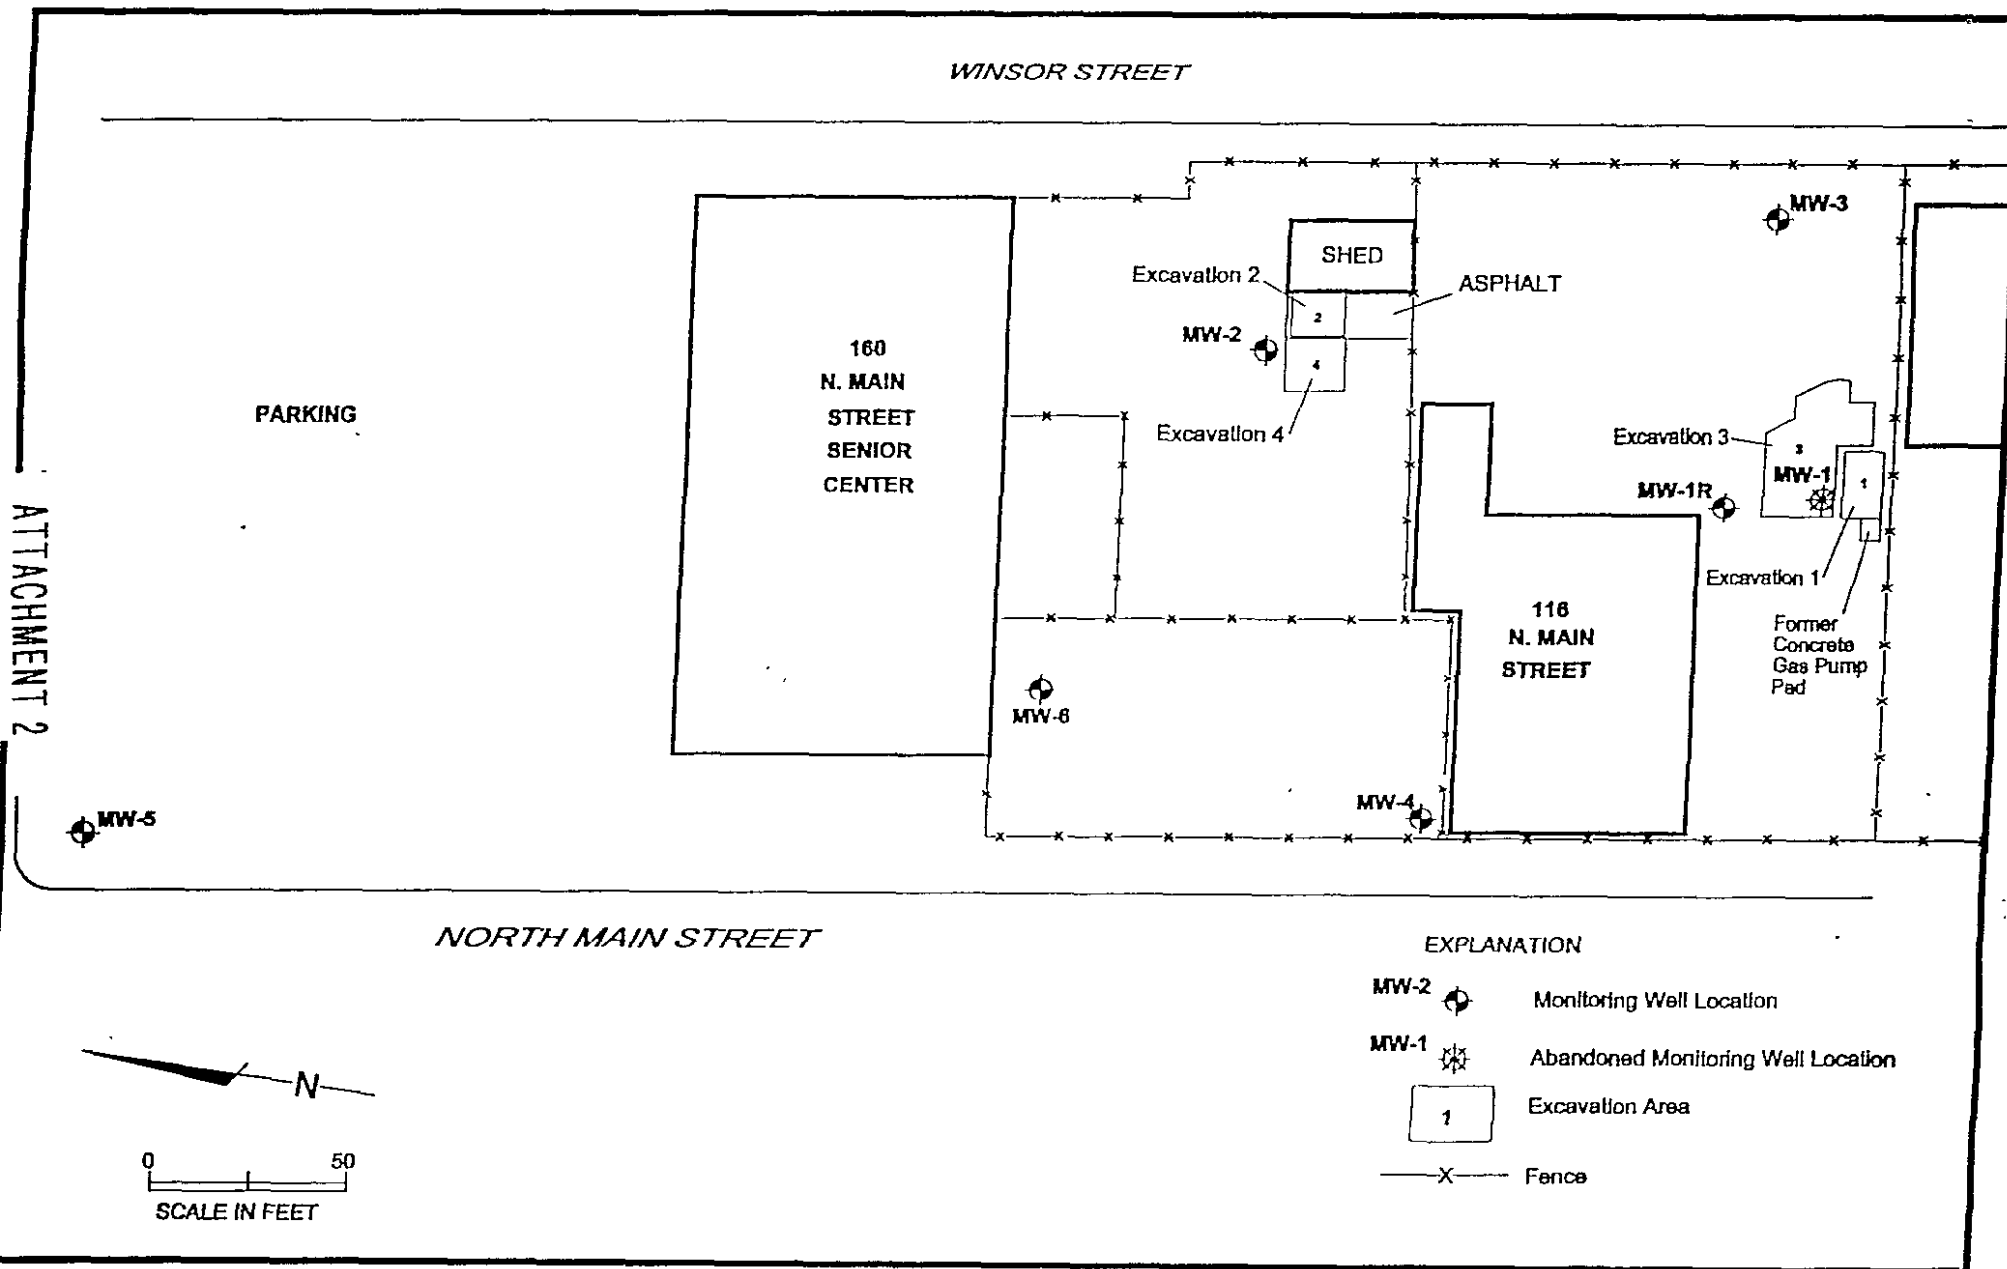 WINSOR STREET
MW-3
SHED
Excavation 2
ASPHALT
2
MW-2
4
Excavation 4
160
N. MAIN
STREET
SENIOR
CENTER
PARKING
Excavation 3
3
MW-1
1
MW-1R
Excavation 1
116
N. MAIN
STREET
Former
Concrete
Gas Pump
Pad
ATTACHMENT 2
MW-6
MW-4
MW-5
NORTH MAIN STREET
EXPLANATION
MW-2 Monitoring Well Location
MW-1 Abandoned Monitoring Well Location
1 Excavation Area
X Fence
N
0 50
SCALE IN FEET